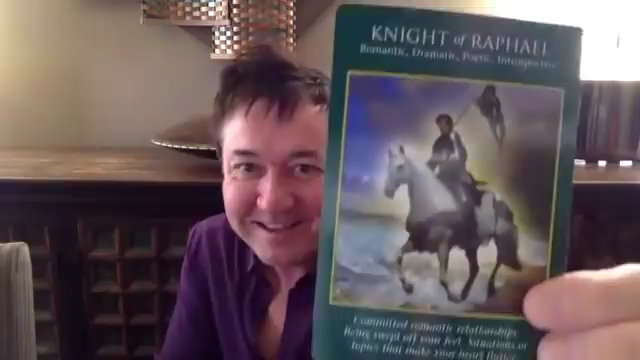 KNIGHT of RAPHAEL
Romantic, Dramatic, Poetic, Introspective
Committed romantic relationships.
Being swept off your feet. Situations or
topics that make your heart flutter.